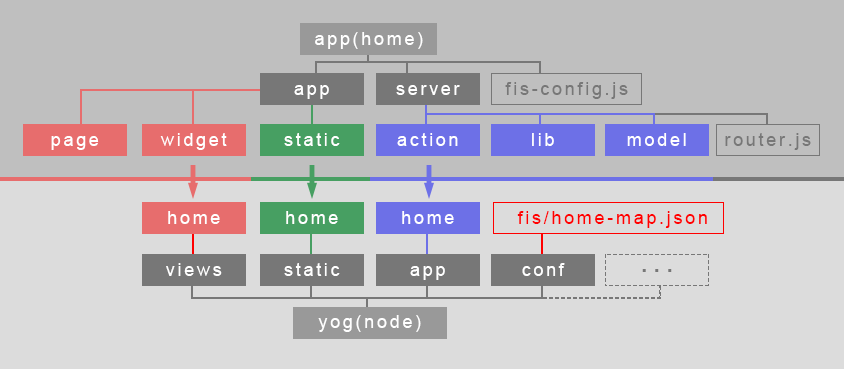 app(home)
app server fis-config.js
page widget static action lib model router.js
home home home fis/home-map.json
views static app conf ...
yog(node)